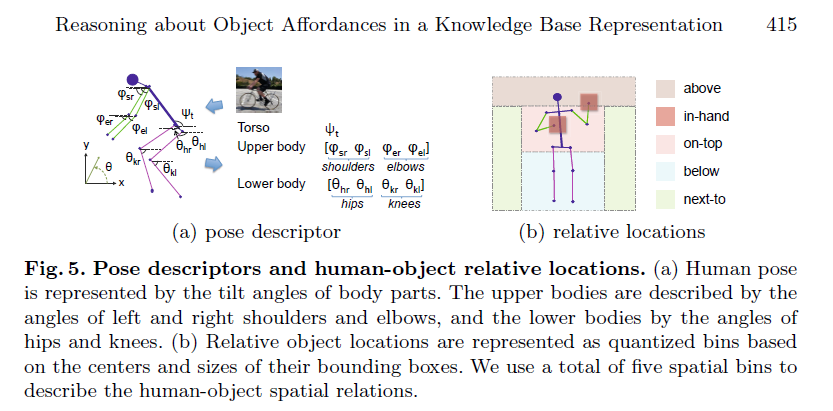 Reasoning about Object Affordances in a Knowledge Base Representation 415
φsr φsl ψt
φer φel
θhr θhl
θkr θkl
y
θ
x
Torso ψt
Upper body [φsr φsl φer φel]
shoulders elbows
Lower body [θhr θhl θkr θkl]
hips knees
above
in-hand
on-top
below
next-to
(a) pose descriptor
(b) relative locations
Fig. 5. Pose descriptors and human-object relative locations. (a) Human pose
is represented by the tilt angles of body parts. The upper bodies are described by the
angles of left and right shoulders and elbows, and the lower bodies by the angles of
hips and knees. (b) Relative object locations are represented as quantized bins based
on the centers and sizes of their bounding boxes. We use a total of five spatial bins to
describe the human-object spatial relations.